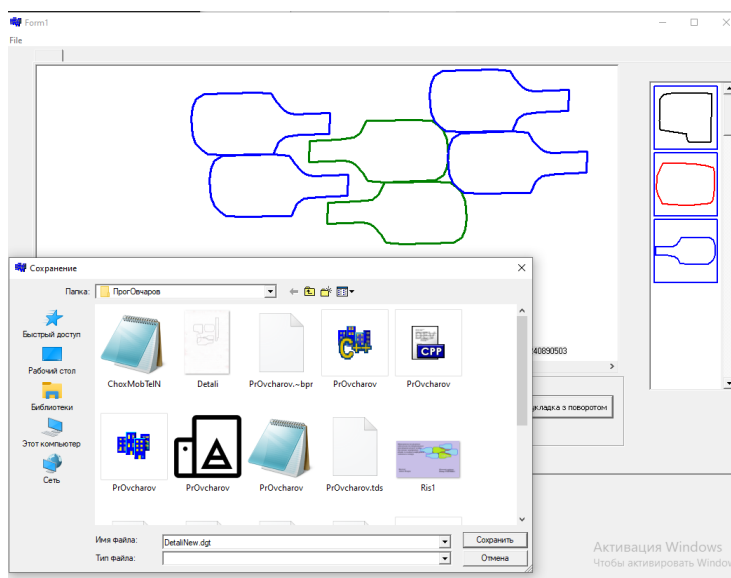 Form1
File
40890503
кладка з поворотом
Сохранение
Папка:
ПрогОвчаров
Быстрый доступ
Рабочий стол
Библиотеки
Этот компьютер
Сеть
ChoxMobTelN
Detali
PrOvcharov.~bpr
PrOvcharov
PrOvcharov
C++
CPP
PrOvcharov
PrOvcharov
PrOvcharov
PrOvcharov.tds
Ris1
Имя файла:
DetaliNew.dgt
Сохранить
Тип файла:
Отмена
Активация Windows
Чтобы активировать Window